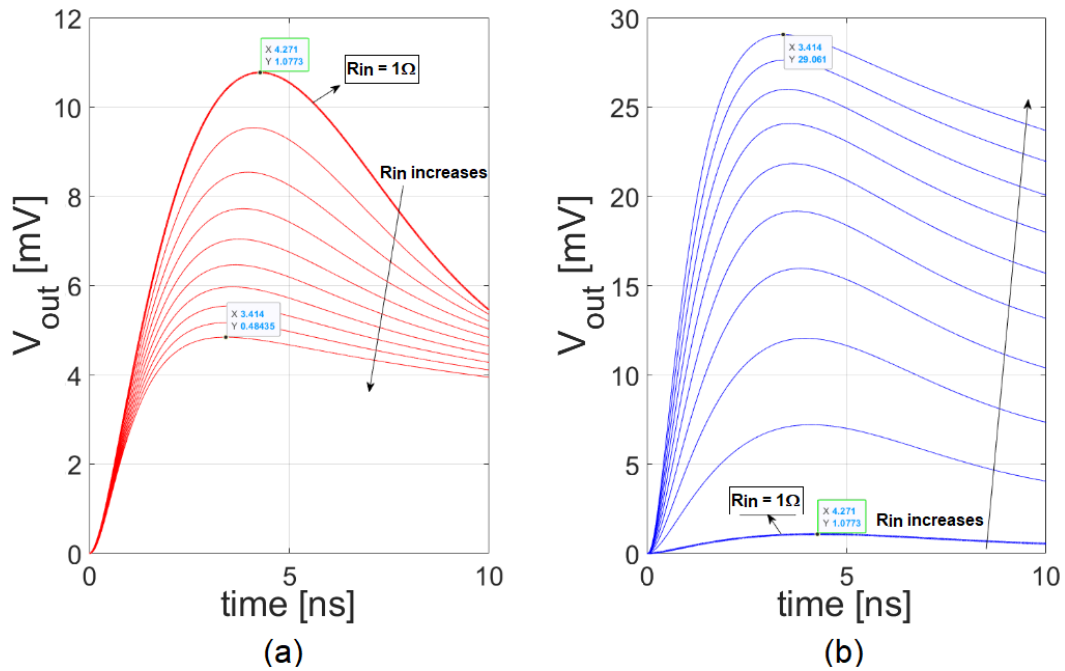 12
10
8
6
4
2
0
V_out [mV]
X 4.271
Y 1.0773
Rin = 1Ω
Rin increases
X 3.414
Y 0.48435
0
5
10
time [ns]
(a)
30
25
20
15
10
5
0
V_out [mV]
X 3.414
Y 29.061
Rin = 1Ω
X 4.271
Y 1.0773
Rin increases
0
5
10
time [ns]
(b)